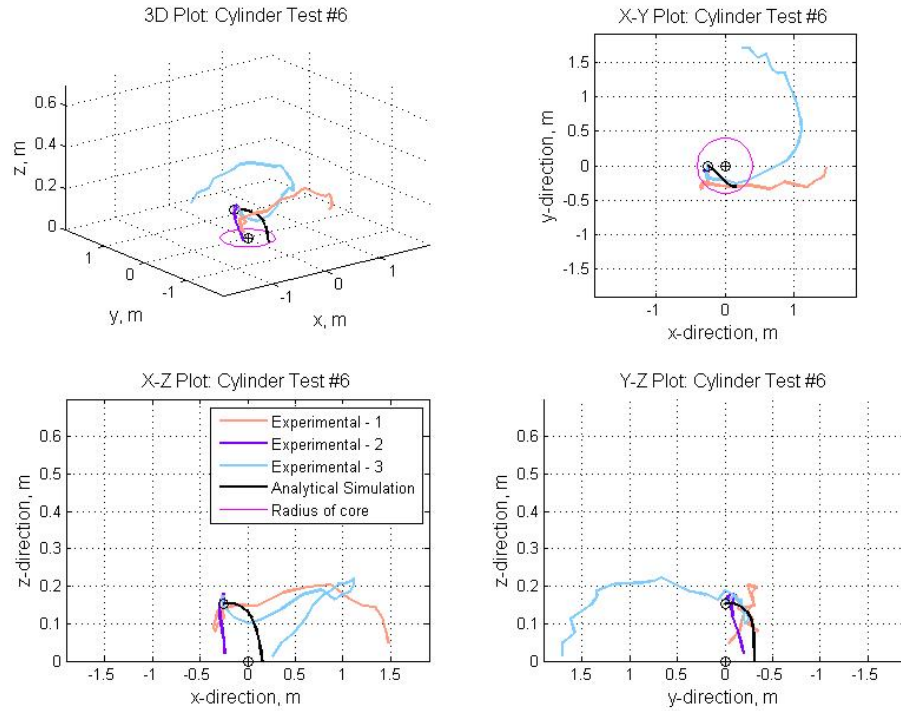 3D Plot: Cylinder Test #6
0.6
0.4
0.2
0
z, m
1
0
-1
y, m
-1
0
1
x, m
X-Y Plot: Cylinder Test #6
1.5
1
0.5
0
-0.5
-1
-1.5
y-direction, m
-1
0
1
x-direction, m
X-Z Plot: Cylinder Test #6
0.7
0.6
0.5
0.4
0.3
0.2
0.1
0
z-direction, m
Experimental - 1
Experimental - 2
Experimental - 3
Analytical Simulation
Radius of core
-1.5
-1
-0.5
0
0.5
1
1.5
x-direction, m
Y-Z Plot: Cylinder Test #6
0.7
0.6
0.5
0.4
0.3
0.2
0.1
0
z-direction, m
1.5
1
0.5
0
-0.5
-1
-1.5
y-direction, m